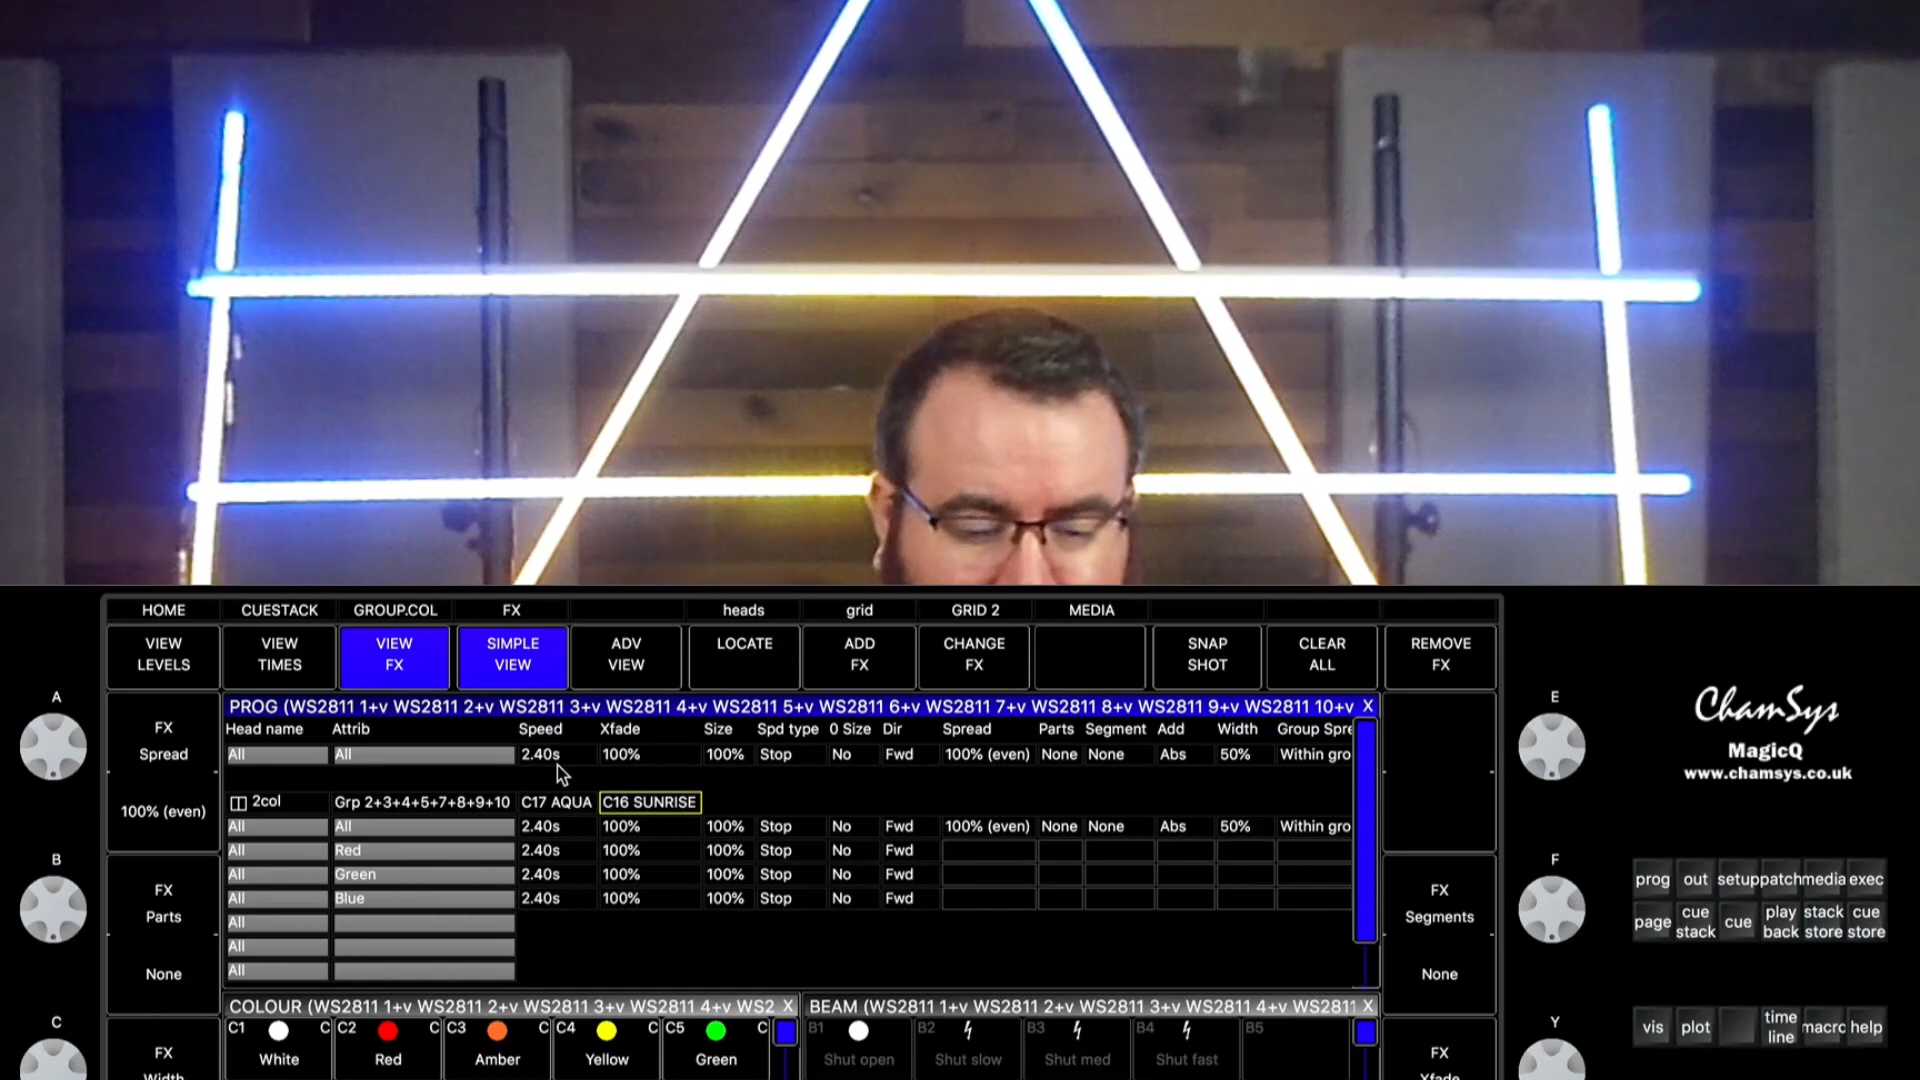 HOME CUESTACK GROUP.COL FX heads grid GRID 2 MEDIA
VIEW LEVELS VIEW TIMES VIEW FX SIMPLE VIEW ADV VIEW LOCATE ADD FX CHANGE FX SNAP SHOT CLEAR ALL REMOVE FX
A
FX Spread
100% (even)
B
FX Parts
None
C
FX Width
PROG (WS2811 1+v WS2811 2+v WS2811 3+v WS2811 4+v WS2811 5+v WS2811 6+v WS2811 7+v WS2811 8+v WS2811 9+v WS2811 10+v X
Head name Attrib Speed Xfade Size Spd type 0 Size Dir Spread Parts Segment Add Width Group Spre
All All 2.40s 100% 100% Stop No Fwd 100% (even) None None Abs 50% Within gro
2col Grp 2+3+4+5+7+8+9+10 C17 AQUA C16 SUNRISE
All All 2.40s 100% 100% Stop No Fwd 100% (even) None None Abs 50% Within gro
All Red 2.40s 100% 100% Stop No Fwd
All Green 2.40s 100% 100% Stop No Fwd
All Blue 2.40s 100% 100% Stop No Fwd
All
All
All
COLOUR (WS2811 1+v WS2811 2+v WS2811 3+v WS2811 4+v WS2 X
C1 C C2 C C3 C C4 C C5 C
White Red Amber Yellow Green
BEAM (WS2811 1+v WS2811 2+v WS2811 3+v WS2811 4+v WS2811 X
B1 B2 B3 B4 B5
Shut open Shut slow Shut med Shut fast
E
F
FX Segments
None
Y
FX Xfade
ChamSys
MagicQ
www.chamsys.co.uk
prog out setup patch media exec
page cue stack cue play back stack store cue store
vis plot time line macro help